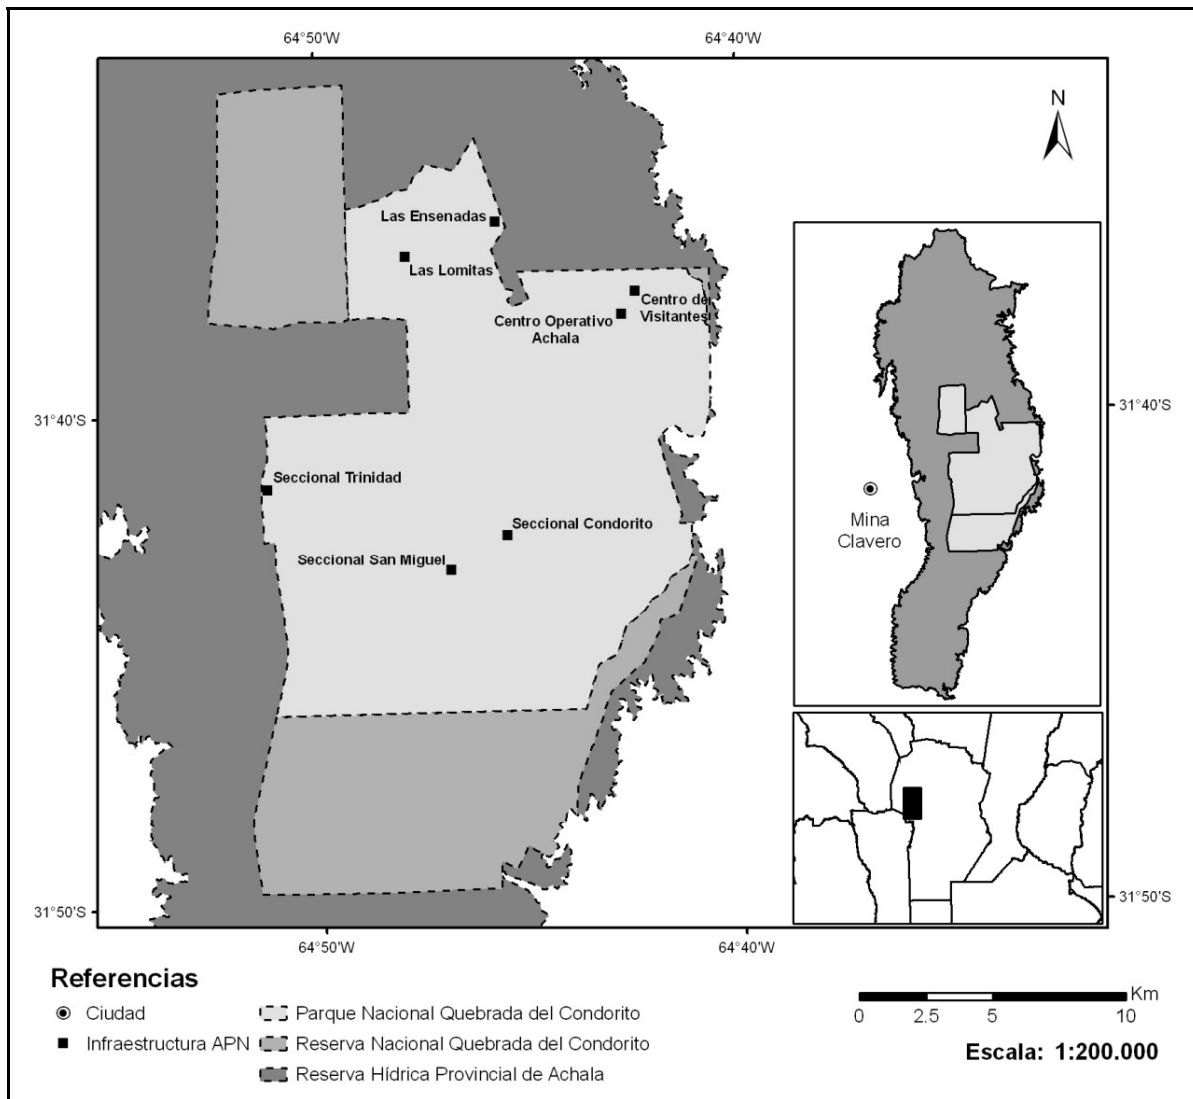 64°50'W
64°40'W
N
Las Ensenadas
Las Lomitas
Centro de
Visitantes
Centro Operativo
Achala
31°40'S
31°40'S
Seccional Trinidad
Seccional Condorito
Seccional San Miguel
Mina
Clavero
31°50'S
31°50'S
64°50'W
64°40'W
Referencias
Ciudad
Infraestructura APN
Parque Nacional Quebrada del Condorito
Reserva Nacional Quebrada del Condorito
Reserva Hídrica Provincial de Achala
Km
0 2.5 5 10
Escala: 1:200.000